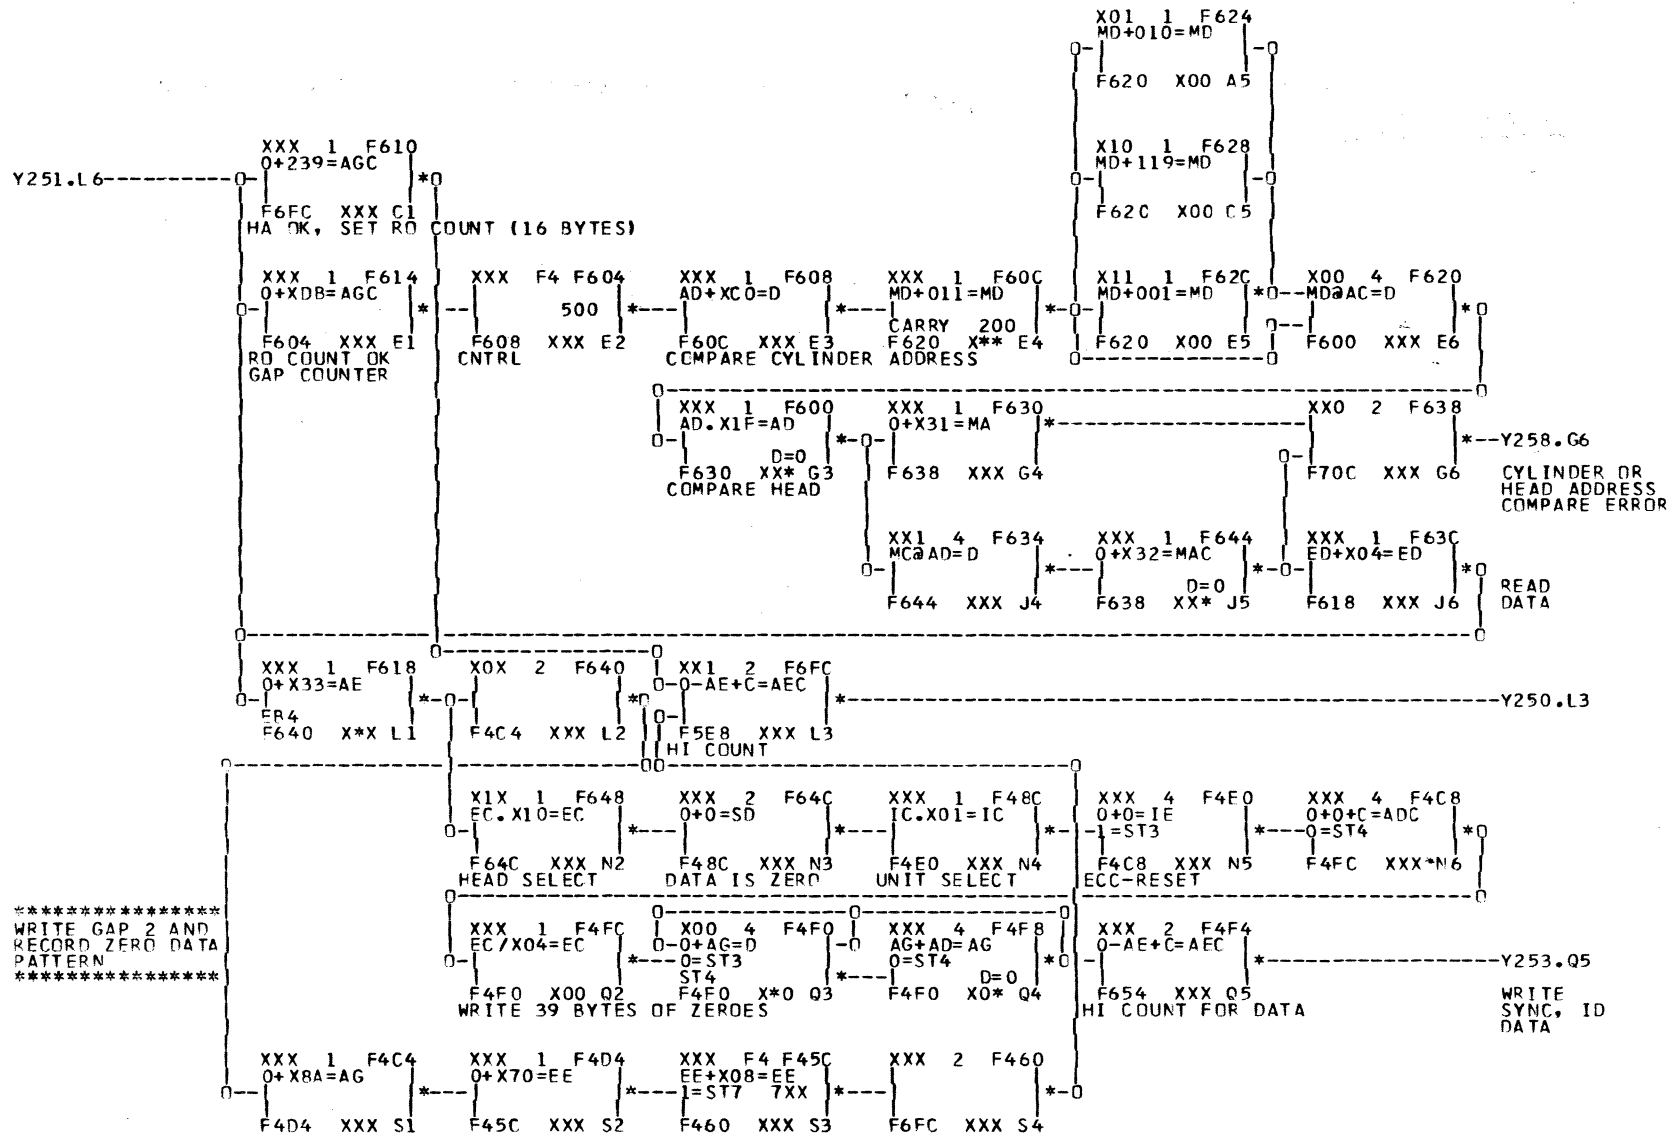 X01 1 F624
MD+010=MD
F620 X00 A5
XXX 1 F610
0+239=AGC
X10 1 F628
MD+119=MD
Y251.L6
F6FC XXX C1
F62C X00 C5
HA OK, SET RO COUNT (16 BYTES)
XXX 1 F614
XXX F4 F604
XXX 1 F608
XXX 1 F60C
X11 1 F62C
X00 4 F620
0+XDB=AGC
AD+XC0=D
MD+011=MD
MD+001=MD
MD@AC=D
500
CARRY 200
F604 XXX E1
F608 XXX E2
F60C XXX E3
F620 X** E4
F620 X00 E5
F600 XXX E6
RO COUNT OK
GAP COUNTER
CNTRL
COMPARE CYLINDER ADDRESS
XXX 1 F600
XXX 1 F630
XX0 2 F638
AD.X1F=AD
0+X31=MA
D=0
Y258.G6
F630 XX* G3
F638 XXX G4
F70C XXX G6
COMPARE HEAD
CYLINDER OR
HEAD ADDRESS
COMPARE ERROR
XX1 4 F634
XXX 1 F644
XXX 1 F63C
MC@AD=D
0+X32=MAC
ED+X04=ED
D=0
F644 XXX J4
F638 XX* J5
F618 XXX J6
READ
DATA
XXX 1 F618
X0X 2 F640
XX1 2 F6FC
0+X33=AE
0-AE+C=AEC
Y250.L3
ER4
F640 X*X L1
F4C4 XXX L2
F5E8 XXX L3
HI COUNT
X1X 1 F648
XXX 2 F64C
XXX 1 F48C
XXX 4 F4E0
XXX 4 F4C8
EC.X10=EC
0+0=SD
IC.X01=IC
0+0=IE
0+0+C=ADC
1=ST3
0=ST4
F64C XXX N2
F48C XXX N3
F4E0 XXX N4
F4C8 XXX N5
F4FC XXX*N6
HEAD SELECT
DATA IS ZERO
UNIT SELECT
ECC-RESET
****************
WRITE GAP 2 AND
RECORD ZERO DATA
PATTERN
****************
XXX 1 F4FC
X00 4 F4F0
XXX 4 F4F8
XXX 2 F4F4
EC/X04=EC
0+AG=D
AG+AD=AG
0-AE+C=AEC
0=ST3
0=ST4
Y253.Q5
ST4
D=0
F4F0 X00 Q2
F4F0 X*0 Q3
F4F0 X0* Q4
F654 XXX Q5
WRITE 39 BYTES OF ZEROES
HI COUNT FOR DATA
WRITE
SYNC, ID
DATA
XXX 1 F4C4
XXX 1 F4D4
XXX F4 F45C
XXX 2 F460
0+X8A=AG
0+X70=EE
EE+X08=EE
1=ST7 7XX
F4D4 XXX S1
F45C XXX S2
F460 XXX S3
F6FC XXX S4